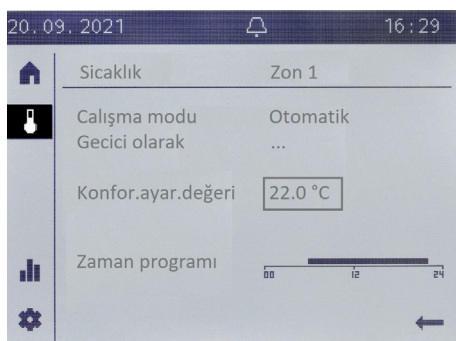 20.09.2021 16:29
Sicaklık Zon 1
Calışma modu Otomatik
Gecici olarak ...
Konfor.ayar.değeri 22.0 °C
Zaman programı
00 12 24